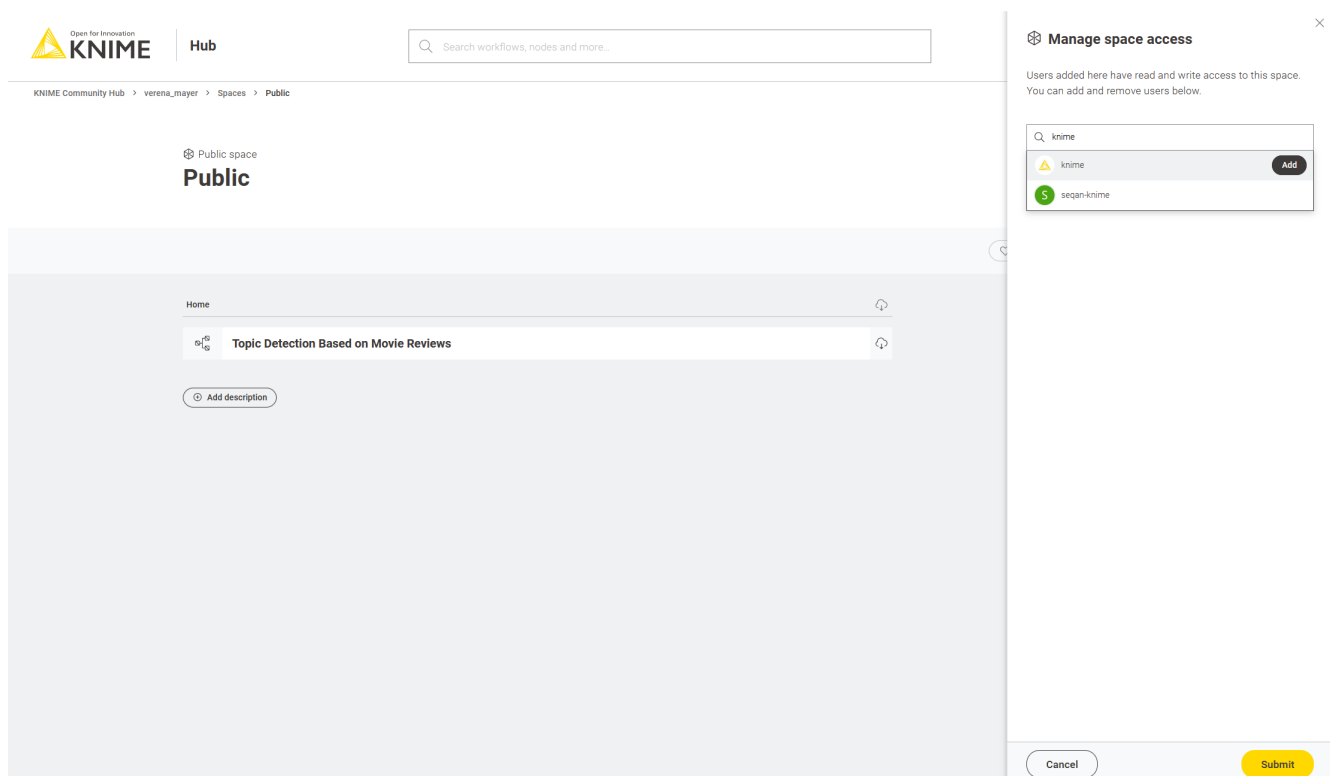 Open for Innovation
KNIME
Hub
Search workflows, nodes and more...
KNIME Community Hub > verena_mayer > Spaces > Public
Public space
Public
Home
Topic Detection Based on Movie Reviews
Add description
Manage space access
Users added here have read and write access to this space.
You can add and remove users below.
knime
knime Add
S seqan-knime
Cancel Submit